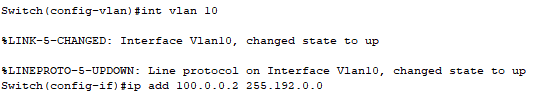 Switch(config-vlan)#int vlan 10
%LINK-5-CHANGED: Interface Vlan10, changed state to up
%LINEPROTO-5-UPDOWN: Line protocol on Interface Vlan10, changed state to up
Switch(config-if)#ip add 100.0.0.2 255.192.0.0